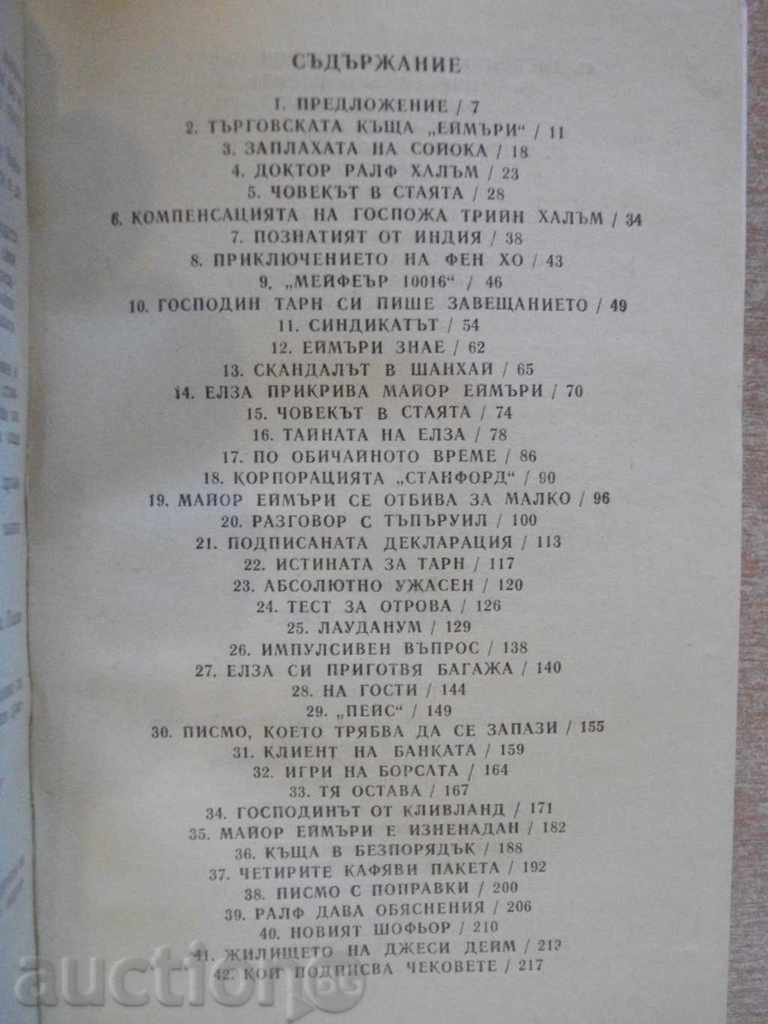 СЪДЪРЖАНИЕ
1. ПРЕДЛОЖЕНИЕ / 7
2. ТЪРГОВСКАТА КЪЩА „ЕЙМЪРИ“ / 11
3. ЗАПЛАХАТА НА СОЙОКА / 18
4. ДОКТОР РАЛФ ХАЛЪМ / 23
5. ЧОВЕКЪТ В СТАЯТА / 28
6. КОМПЕНСАЦИЯТА НА ГОСПОЖА ТРИЙН ХАЛЪМ / 34
7. ПОЗНАТИЯТ ОТ ИНДИЯ / 38
8. ПРИКЛЮЧЕНИЕТО НА ФЕН ХО / 43
9. „МЕЙФЕЪР 10016“ / 46
10. ГОСПОДИН ТАРН СИ ПИШЕ ЗАВЕЩАНИЕТО / 49
11. СИНДИКАТЪТ / 54
12. ЕЙМЪРИ ЗНАЕ / 62
13. СКАНДАЛЪТ В ШАНХАЙ / 65
14. ЕЛЗА ПРИКРИВА МАЙОР ЕЙМЪРИ / 70
15. ЧОВЕКЪТ В СТАЯТА / 74
16. ТАЙНАТА НА ЕЛЗА / 78
17. ПО ОБИЧАЙНОТО ВРЕМЕ / 86
18. КОРПОРАЦИЯТА „СТАНФОРД“ / 90
19. МАЙОР ЕЙМЪРИ СЕ ОТБИВА ЗА МАЛКО / 96
20. РАЗГОВОР С ТЪПЪРУИЛ / 100
21. ПОДПИСАНАТА ДЕКЛАРАЦИЯ / 113
22. ИСТИНАТА ЗА ТАРН / 117
23. АБСОЛЮТНО УЖАСЕН / 120
24. ТЕСТ ЗА ОТРОВА / 126
25. ЛАУДАНУМ / 129
26. ИМПУЛСИВЕН ВЪПРОС / 138
27. ЕЛЗА СИ ПРИГОТВЯ БАГАЖА / 140
28. НА ГОСТИ / 144
29. „ПЕЙС“ / 149
30. ПИСМО, КОЕТО ТРЯБВА ДА СЕ ЗАПАЗИ / 155
31. КЛИЕНТ НА БАНКАТА / 159
32. ИГРИ НА БОРСАТА / 164
33. ТЯ ОСТАВА / 167
34. ГОСПОДИНЪТ ОТ КЛИВЛАНД / 171
35. МАЙОР ЕЙМЪРИ Е ИЗНЕНАДАН / 182
36. КЪЩА В БЕЗПОРЯДЪК / 188
37. ЧЕТИРИТЕ КАФЯВИ ПАКЕТА / 192
38. ПИСМО С ПОПРАВКИ / 200
39. РАЛФ ДАВА ОБЯСНЕНИЯ / 206
40. НОВИЯТ ШОФЬОР / 210
41. ЖИЛИЩЕТО НА ДЖЕСИ ДЕЙМ / 213
42. КОЙ ПОДПИСВА ЧЕКОВЕТЕ / 217
auction.BG